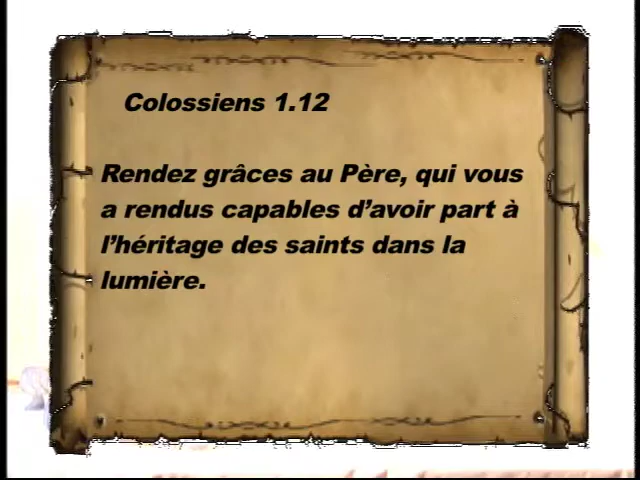 Colossiens 1.12
Rendez grâces au Père, qui vous
a rendus capables d’avoir part à
l’héritage des saints dans la
lumière.